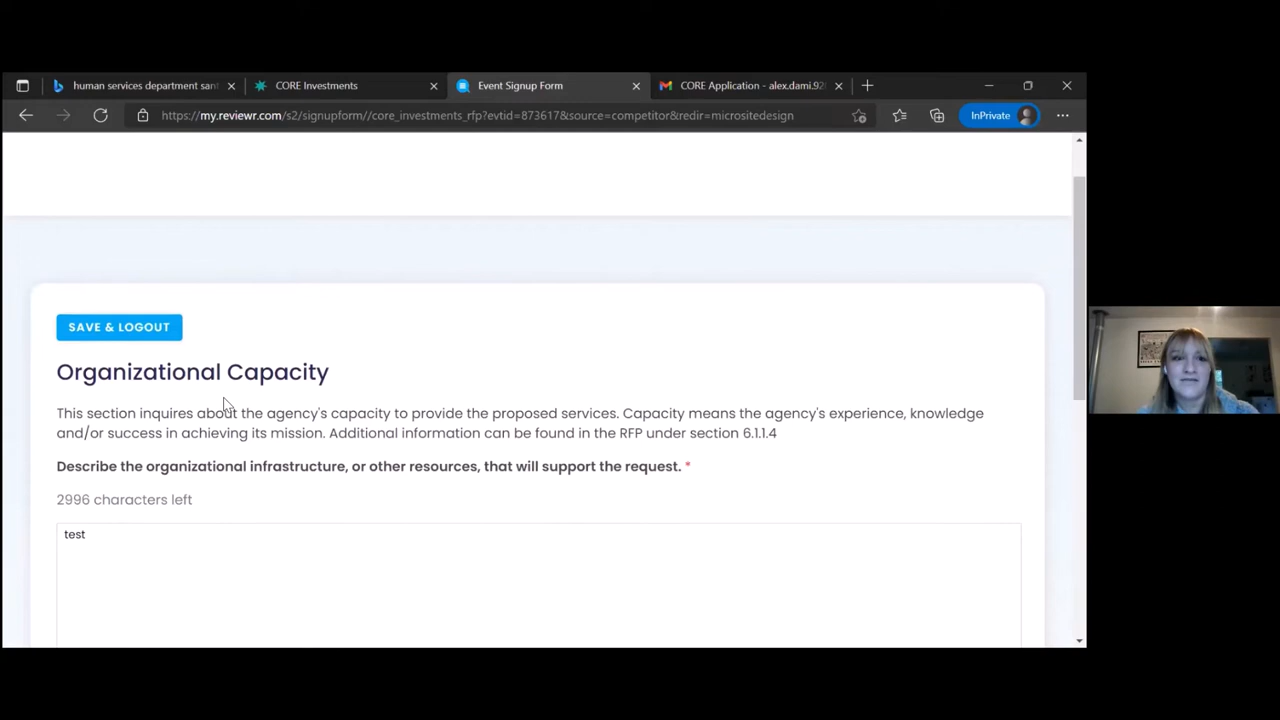 human services department sant
CORE Investments
Event Signup Form
CORE Application - alex.dami.92
https://my.reviewr.com/s2/signupform//core_investments_rfp?evtid=873617&source=competitor&redir=micrositedesign
InPrivate
SAVE & LOGOUT
Organizational Capacity
This section inquires about the agency's capacity to provide the proposed services. Capacity means the agency's experience, knowledge
and/or success in achieving its mission. Additional information can be found in the RFP under section 6.1.1.4
Describe the organizational infrastructure, or other resources, that will support the request. *
2996 characters left
test